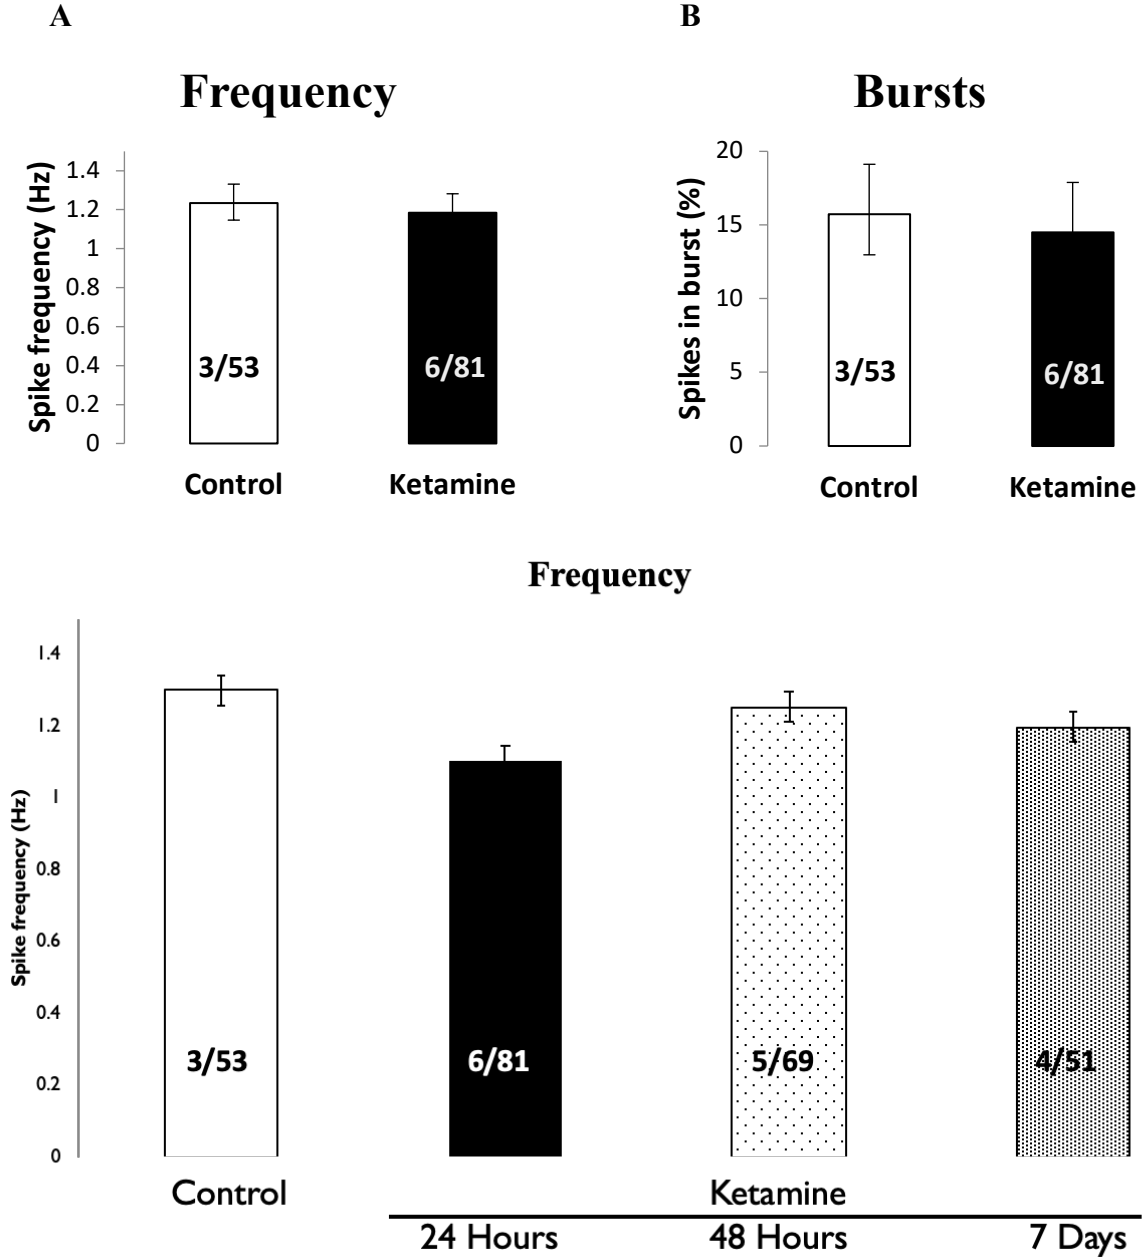 A
B
Frequency
Bursts
Spike frequency (Hz)
1.4
1.2
1
0.8
0.6
0.4
0.2
0
3/53
6/81
Control
Ketamine
Spikes in burst (%)
20
15
10
5
0
3/53
6/81
Control
Ketamine
Frequency
Spike frequency (Hz)
1.4
1.2
1
0.8
0.6
0.4
0.2
0
3/53
6/81
5/69
4/51
Control
Ketamine
24 Hours
48 Hours
7 Days